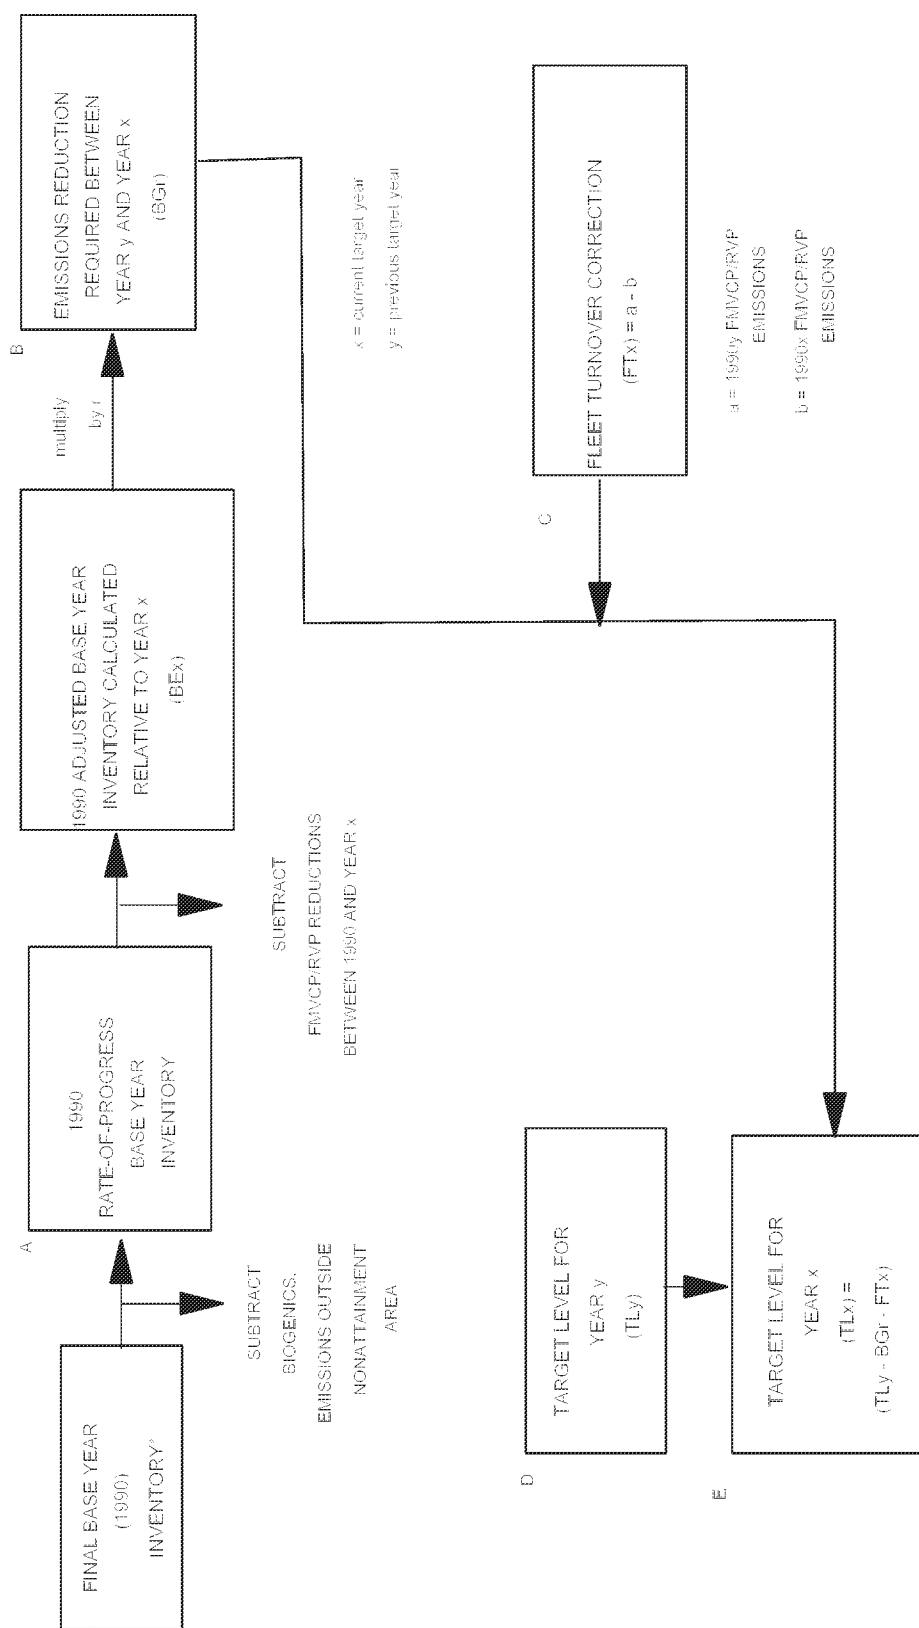 FINAL BASE YEAR
(1990)
INVENTORY*
SUBTRACT
BIOGENICS,
EMISSIONS OUTSIDE
NONATTAINMENT
AREA
A
1990
RATE-OF-PROGRESS
BASE YEAR
INVENTORY
SUBTRACT
FMVCP/RVP REDUCTIONS
BETWEEN 1990 AND YEAR x
1990 ADJUSTED BASE YEAR
INVENTORY CALCULATED
RELATIVE TO YEAR x
(BEx)
multiply
by r
B
EMISSIONS REDUCTION
REQUIRED BETWEEN
YEAR y AND YEAR x
(BGr)
x = current target year
y = previous target year
C
FLEET TURNOVER CORRECTION
(FTx) = a - b
a = 1990y FMVCP/RVP
EMISSIONS
b = 1990x FMVCP/RVP
EMISSIONS
D
TARGET LEVEL FOR
YEAR y
(TLy)
E
TARGET LEVEL FOR
YEAR x
(TLx) =
(TLy - BGr - FTx)